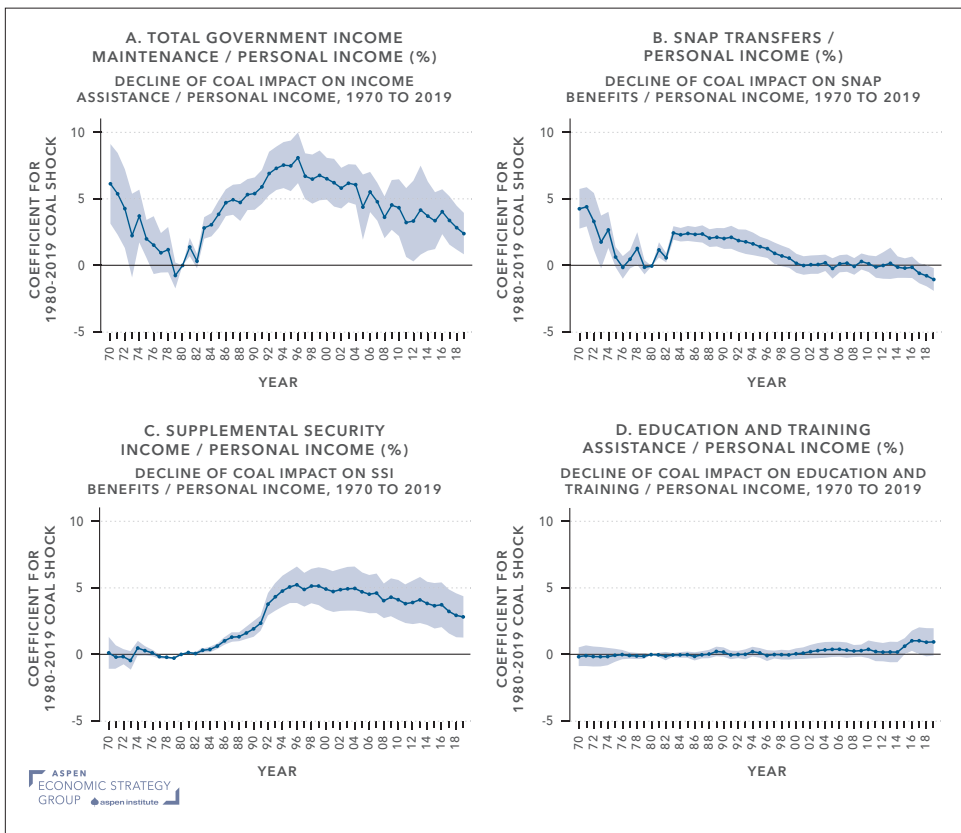 A. TOTAL GOVERNMENT INCOME
MAINTENANCE / PERSONAL INCOME (%)
DECLINE OF COAL IMPACT ON INCOME
ASSISTANCE / PERSONAL INCOME, 1970 TO 2019
COEFFICIENT FOR
1980-2019 COAL SHOCK
10
5
0
-5
70 72 74 76 78 80 82 84 86 88 90 92 94 96 98 00 02 04 06 08 10 12 14 16 18
YEAR
B. SNAP TRANSFERS /
PERSONAL INCOME (%)
DECLINE OF COAL IMPACT ON SNAP
BENEFITS / PERSONAL INCOME, 1970 TO 2019
COEFFICIENT FOR
1980-2019 COAL SHOCK
10
5
0
-5
70 72 74 76 78 80 82 84 86 88 90 92 94 96 98 00 02 04 06 08 10 12 14 16 18
YEAR
C. SUPPLEMENTAL SECURITY
INCOME / PERSONAL INCOME (%)
DECLINE OF COAL IMPACT ON SSI
BENEFITS / PERSONAL INCOME, 1970 TO 2019
COEFFICIENT FOR
1980-2019 COAL SHOCK
10
5
0
-5
70 72 74 76 78 80 82 84 86 88 90 92 94 96 98 00 02 04 06 08 10 12 14 16 18
YEAR
D. EDUCATION AND TRAINING
ASSISTANCE / PERSONAL INCOME (%)
DECLINE OF COAL IMPACT ON EDUCATION AND
TRAINING / PERSONAL INCOME, 1970 TO 2019
COEFFICIENT FOR
1980-2019 COAL SHOCK
10
5
0
-5
70 72 74 76 78 80 82 84 86 88 90 92 94 96 98 00 02 04 06 08 10 12 14 16 18
YEAR
ASPEN
ECONOMIC STRATEGY
GROUP aspen institute